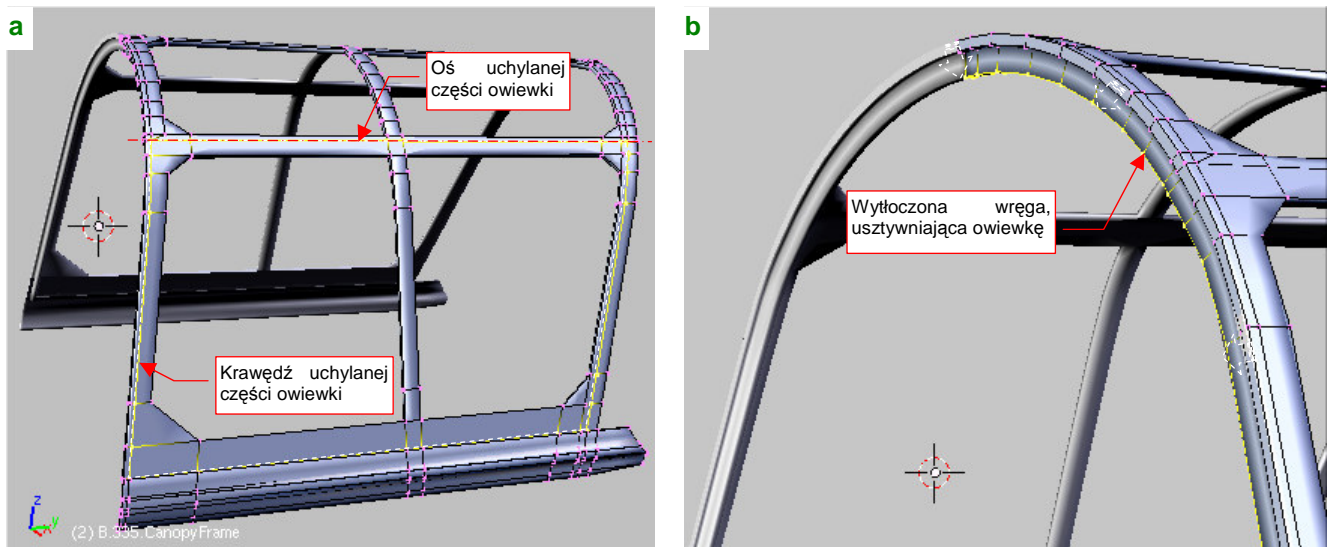 a
Oś uchylanej
części owiewki
Krawędź uchylanej
części owiewki
z
y
x
(2) B.335.CanopyFrame
b
Wytłoczona wręga,
usztywniająca owiewkę